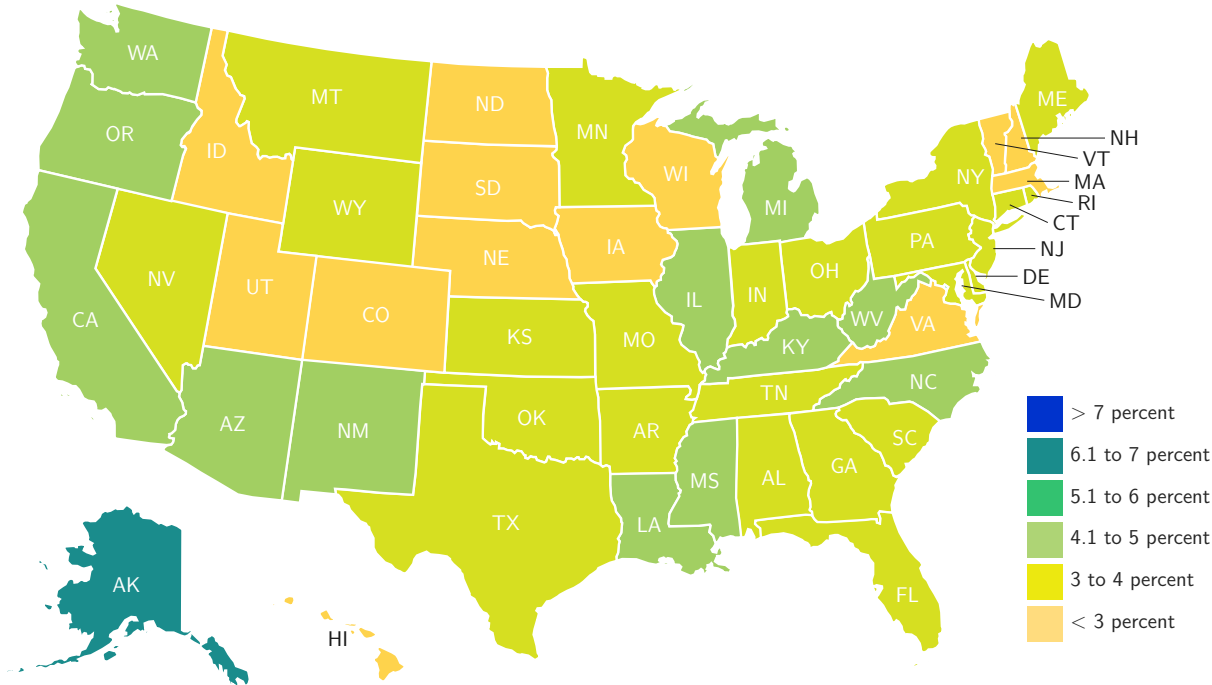 WA
MT
ND
MN
ME
OR
ID
SD
WI
NH
VT
NY
MA
RI
CT
WY
MI
NE
IA
PA
NJ
NV
UT
CO
IL
IN
OH
DE
MD
CA
KS
MO
KY
WV
VA
AZ
NM
OK
AR
TN
NC
SC
TX
LA
MS
AL
GA
FL
AK
HI
> 7 percent
6.1 to 7 percent
5.1 to 6 percent
4.1 to 5 percent
3 to 4 percent
< 3 percent